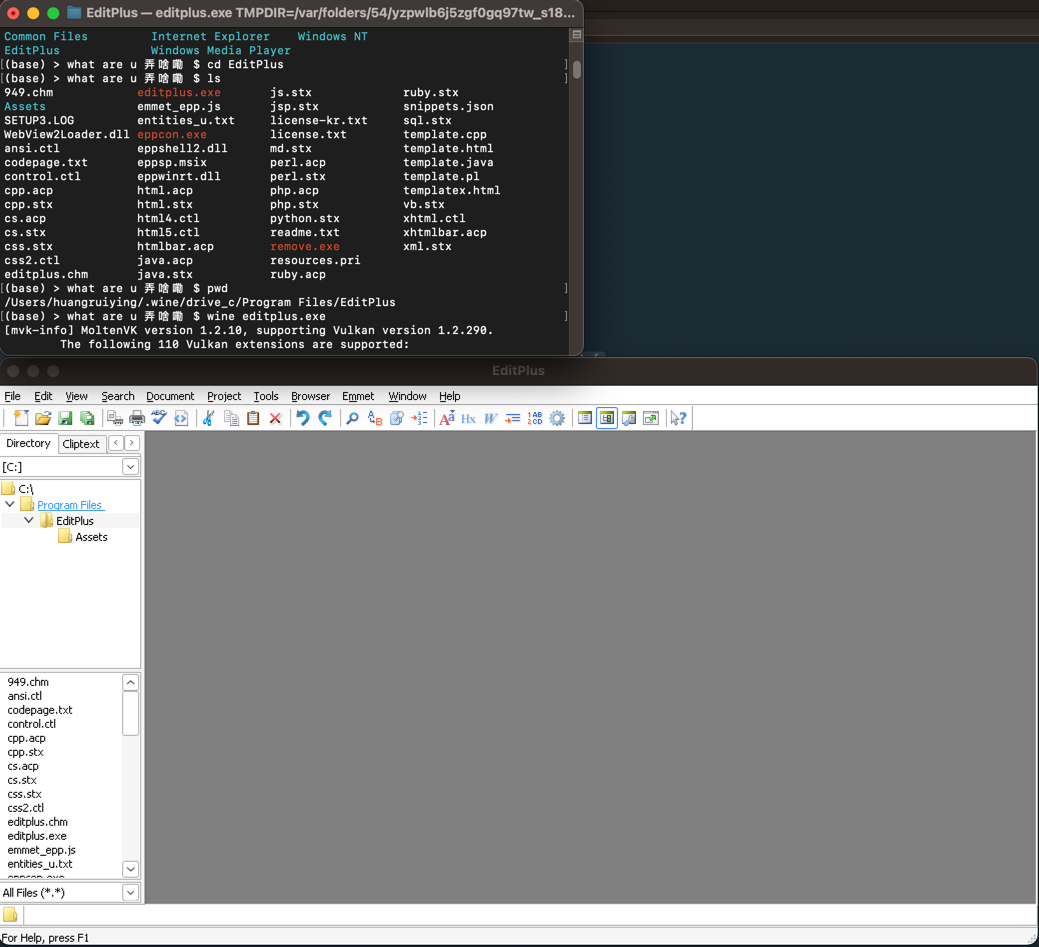 EditPlus — editplus.exe TMPDIR=/var/folders/54/yzpwlb6j5zgf0gq97tw_s18...
Common Files Internet Explorer Windows NT
EditPlus Windows Media Player
[(base) > what are u 弄啥嘞 $ cd EditPlus ]
[(base) > what are u 弄啥嘞 $ ls ]
949.chm editplus.exe js.stx ruby.stx
Assets emmet_epp.js jsp.stx snippets.json
SETUP3.LOG entities_u.txt license-kr.txt sql.stx
WebView2Loader.dll eppcon.exe license.txt template.cpp
ansi.ctl eppshell2.dll md.stx template.html
codepage.txt eppsp.msix perl.acp template.java
control.ctl eppwinrt.dll perl.stx template.pl
cpp.acp html.acp php.acp templatex.html
cpp.stx html.stx php.stx vb.stx
cs.acp html4.ctl python.stx xhtml.ctl
cs.stx html5.ctl readme.txt xhtmlbar.acp
css.stx htmlbar.acp remove.exe xml.stx
css2.ctl java.acp resources.pri
editplus.chm java.stx ruby.acp
[(base) > what are u 弄啥嘞 $ pwd ]
/Users/huangruiying/.wine/drive_c/Program Files/EditPlus
[(base) > what are u 弄啥嘞 $ wine editplus.exe ]
[mvk-info] MoltenVK version 1.2.10, supporting Vulkan version 1.2.290.
The following 110 Vulkan extensions are supported:
EditPlus
File Edit View Search Document Project Tools Browser Emmet Window Help
Directory Cliptext
[C:]
C:\
Program Files
EditPlus
Assets
949.chm
ansi.ctl
codepage.txt
control.ctl
cpp.acp
cpp.stx
cs.acp
cs.stx
css.stx
css2.ctl
editplus.chm
editplus.exe
emmet_epp.js
entities_u.txt
eppcon.exe
All Files (*.*)
For Help, press F1